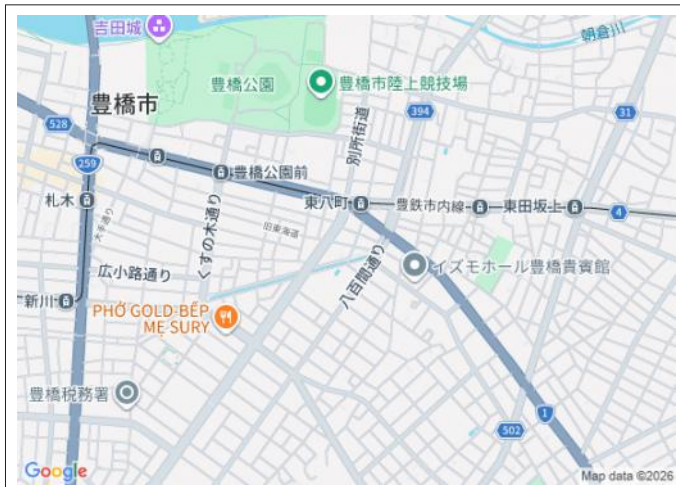 吉田城
朝倉川
豊橋公園
豊橋市陸上競技場
豊橋市
528
394
31
別所街道
259
豊橋公園前
札木
東八町
豊鉄市内線
東田坂上
4
大手通り
くすの木通り
旧東海道
広小路通り
八百間通り
イズモホール豊橋貴賓館
新川
PHỞ GOLD-BẾP
MẸ SURY
豊橋税務署
1
502
Google
Map data ©2026